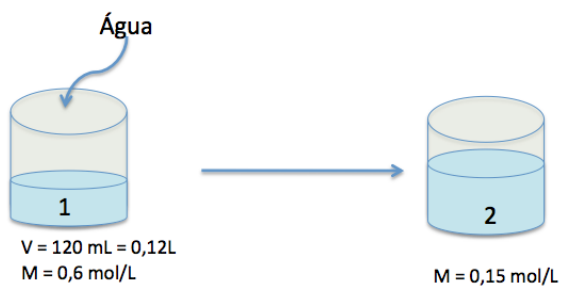 Água
1
2
V = 120 mL = 0,12L
M = 0,6 mol/L
M = 0,15 mol/L